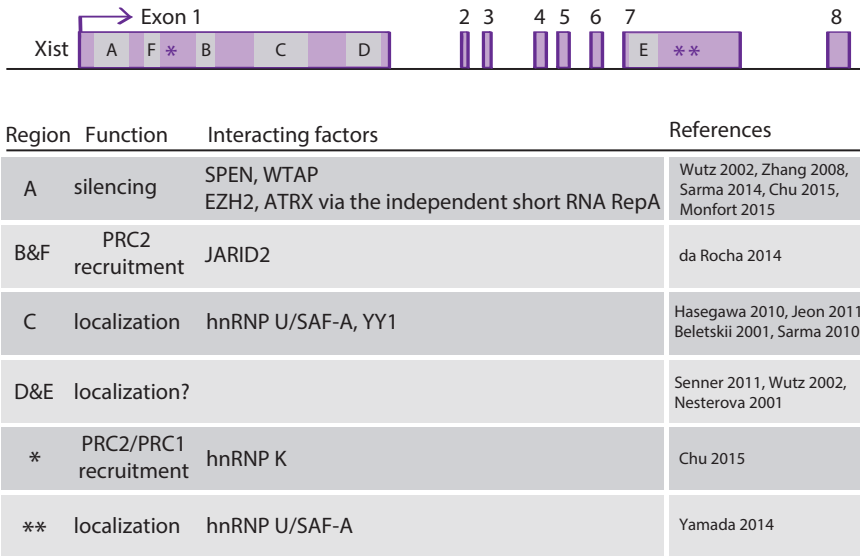 Exon 1 2 3 4 5 6 7 8
Xist A F * B C D E **
Region Function Interacting factors References
A silencing SPEN, WTAP
EZH2, ATRX via the independent short RNA RepA
Wutz 2002, Zhang 2008,
Sarma 2014, Chu 2015,
Monfort 2015
B&F PRC2
recruitment JARID2 da Rocha 2014
C localization hnRNP U/SAF-A, YY1
Hasegawa 2010, Jeon 2011
Beletskii 2001, Sarma 2010
D&E localization?
Senner 2011, Wutz 2002,
Nesterova 2001
* PRC2/PRC1
recruitment hnRNP K Chu 2015
** localization hnRNP U/SAF-A Yamada 2014